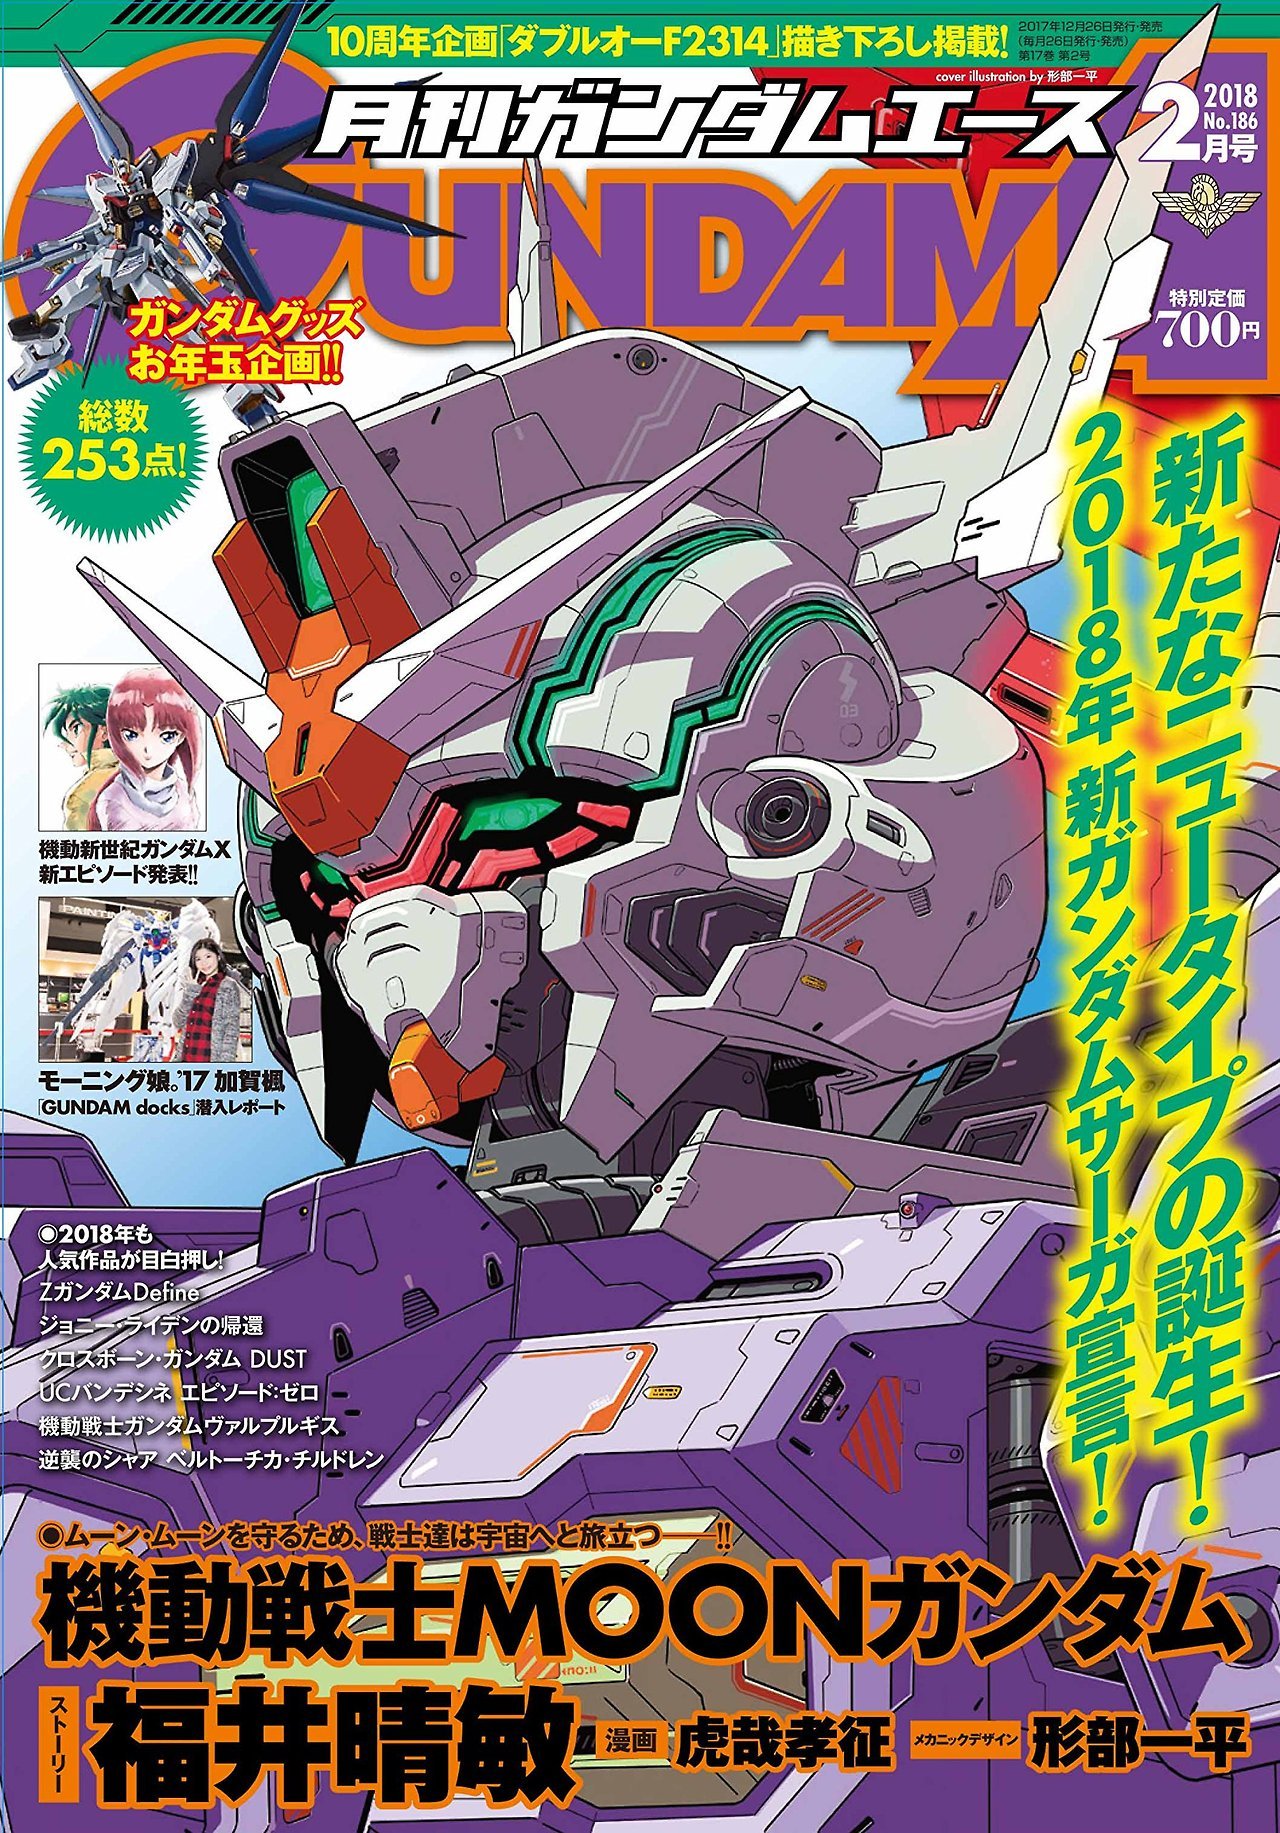 10周年企画「ダブルオーF2314」描き下ろし掲載!
2017年12月26日発行・発売
(毎月26日発行・発売)
第17巻 第2号
cover illustration by 形部一平
月刊ガンダムエース
GUNDAM A
2月号
2018
No.186
特別定価
700円
ガンダムグッズ
お年玉企画!!
総数
253点!
新たなニュータイプの誕生!
2018年 新ガンダムサーガ宣言!
03
機動新世紀ガンダムX
新エピソード発表!!
モーニング娘。'17 加賀楓
「GUNDAM docks」潜入レポート
◉2018年も
人気作品が目白押し!
ZガンダムDefine
ジョニー・ライデンの帰還
クロスボーン・ガンダム DUST
UCバンデシネ エピソード:ゼロ
機動戦士ガンダムヴァルプルギス
逆襲のシャア ベルトーチカ・チルドレン
◉ムーン・ムーンを守るため、戦士達は宇宙へと旅立つ――!!
機動戦士MOONガンダム
ストーリー 福井晴敏 漫画 虎哉孝征 メカニックデザイン 形部一平